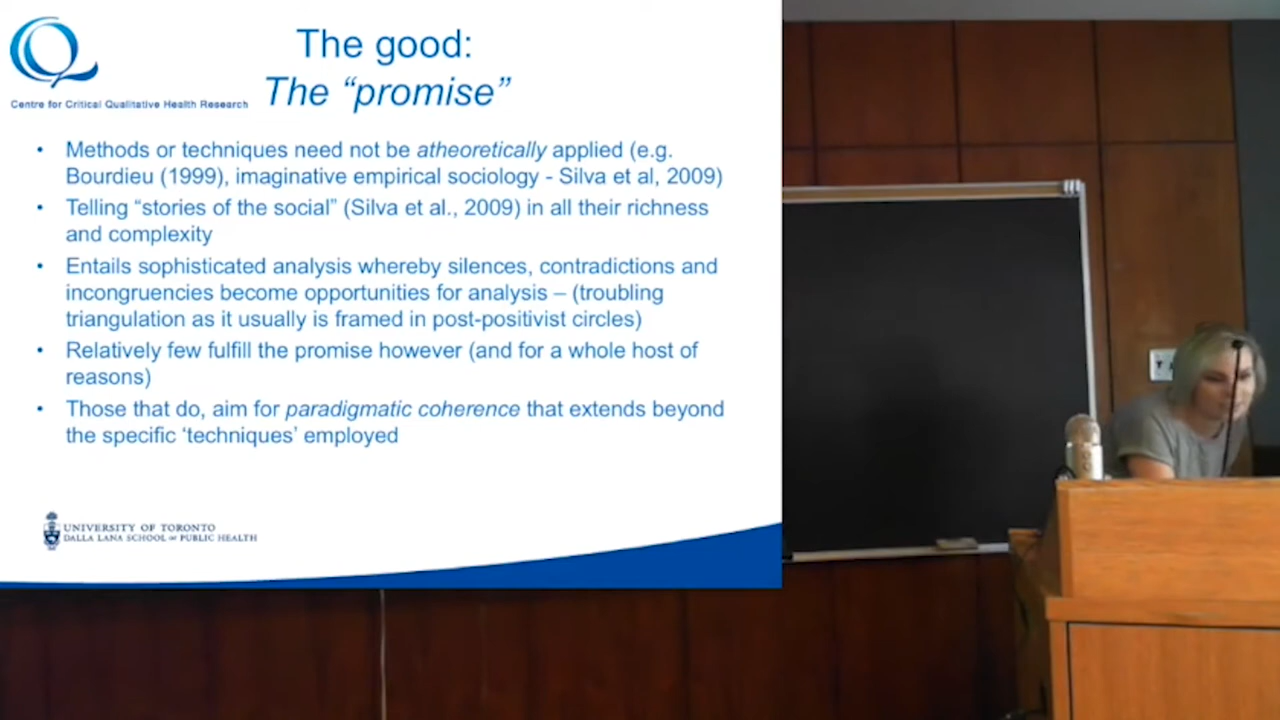 The good:
The “promise”
Centre for Critical Qualitative Health Research
• Methods or techniques need not be atheoretically applied (e.g.
Bourdieu (1999), imaginative empirical sociology - Silva et al, 2009)
• Telling “stories of the social” (Silva et al., 2009) in all their richness
and complexity
• Entails sophisticated analysis whereby silences, contradictions and
incongruencies become opportunities for analysis – (troubling
triangulation as it usually is framed in post-positivist circles)
• Relatively few fulfill the promise however (and for a whole host of
reasons)
• Those that do, aim for paradigmatic coherence that extends beyond
the specific ‘techniques’ employed
UNIVERSITY OF TORONTO
DALLA LANA SCHOOL OF PUBLIC HEALTH